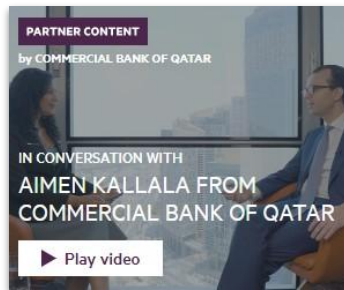 PARTNER CONTENT
by COMMERCIAL BANK OF QATAR
IN CONVERSATION WITH
AIMEN KALLALA FROM
COMMERCIAL BANK OF QATAR
Play video